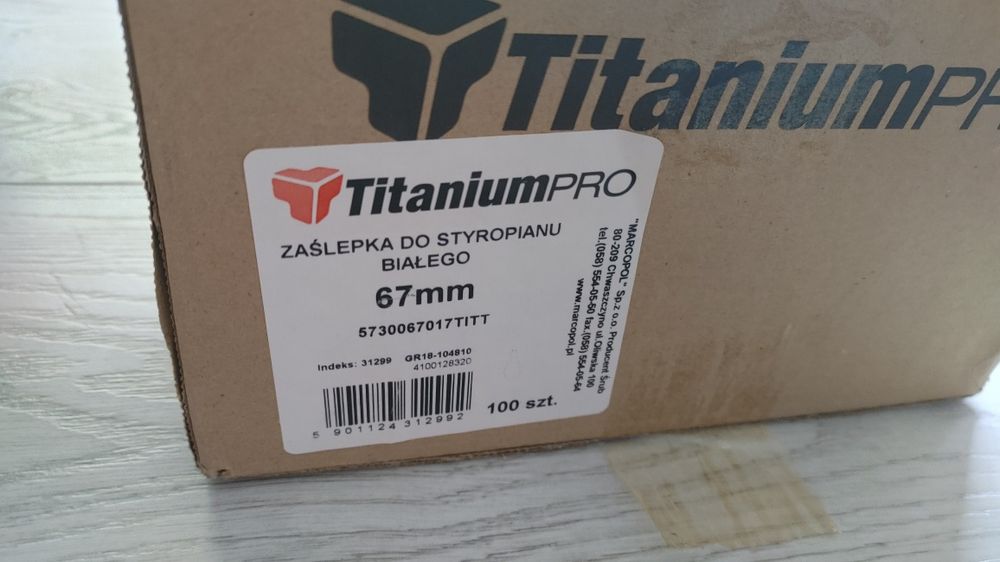 TitaniumPR
TitaniumPRO
ZAŚLEPKA DO STYROPIANU
BIAŁEGO
67mm
5730067017TITT
Indeks: 31299 GR18-104810
4100128320
5 901124 312992
100 szt.
"MARCOPOL" Sp.z o.o. Producent Śrub
80-209 Chwaszczyno ul.Oliwska 100
tel.(058) 554-05-50 fax.(058) 554-05-64
www.marcopol.pl